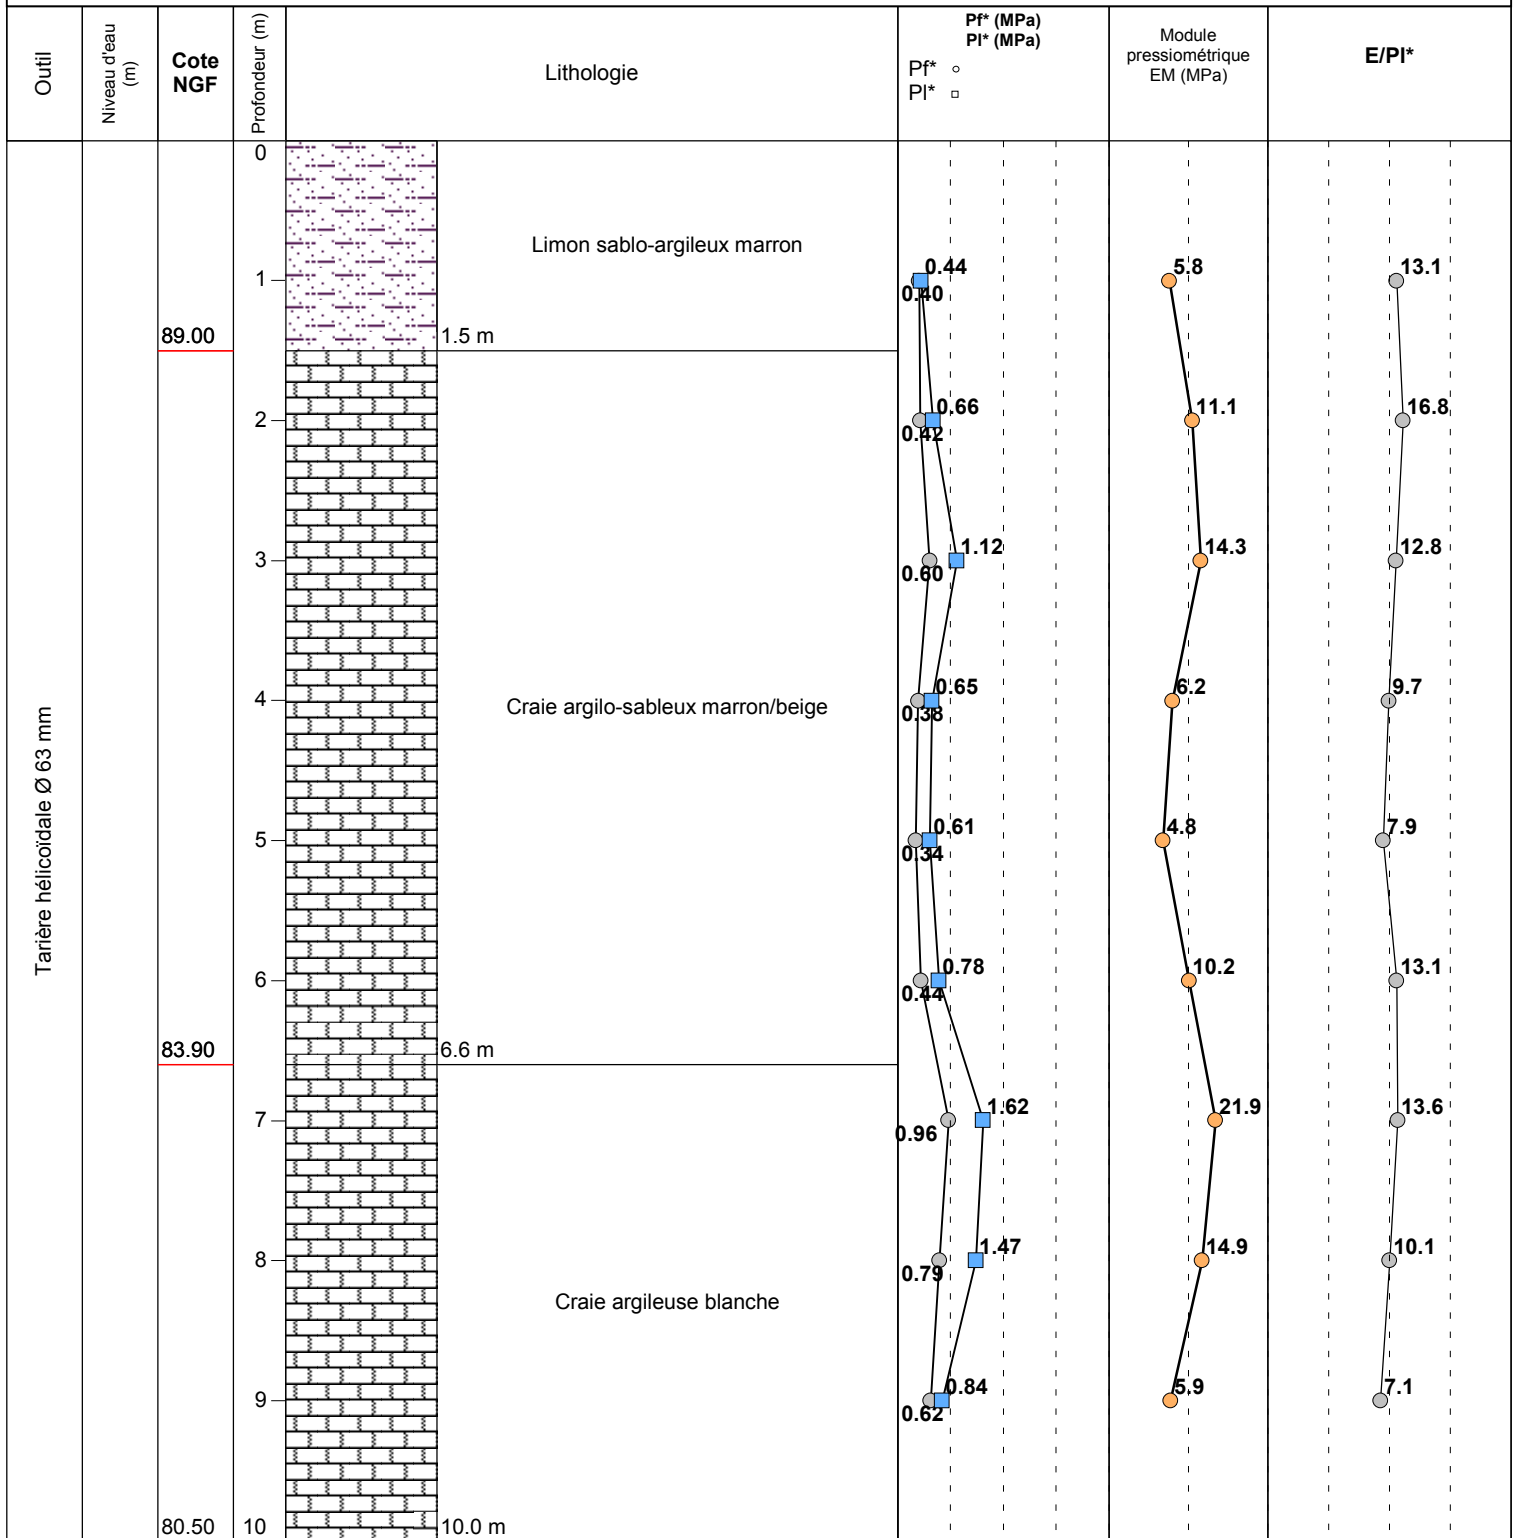 Outil
Niveau d'eau
(m)
Cote
NGF
Profondeur (m)
Lithologie
Pf* (MPa)
Pl* (MPa)
Pf*
Pl*
Module
pressiométrique
EM (MPa)
E/Pl*
Tarière hélicoïdale Ø 63 mm
0
Limon sablo-argileux marron
1
0.44
0.40
5.8
13.1
89.00
1.5 m
2
0.66
0.42
11.1
16.8
3
1.12
0.60
14.3
12.8
4
Craie argilo-sableux marron/beige
0.65
0.38
6.2
9.7
5
0.61
0.34
4.8
7.9
6
0.78
0.44
10.2
13.1
83.90
6.6 m
7
1.62
0.96
21.9
13.6
8
1.47
0.79
14.9
10.1
Craie argileuse blanche
9
0.84
0.62
5.9
7.1
80.50
10
10.0 m